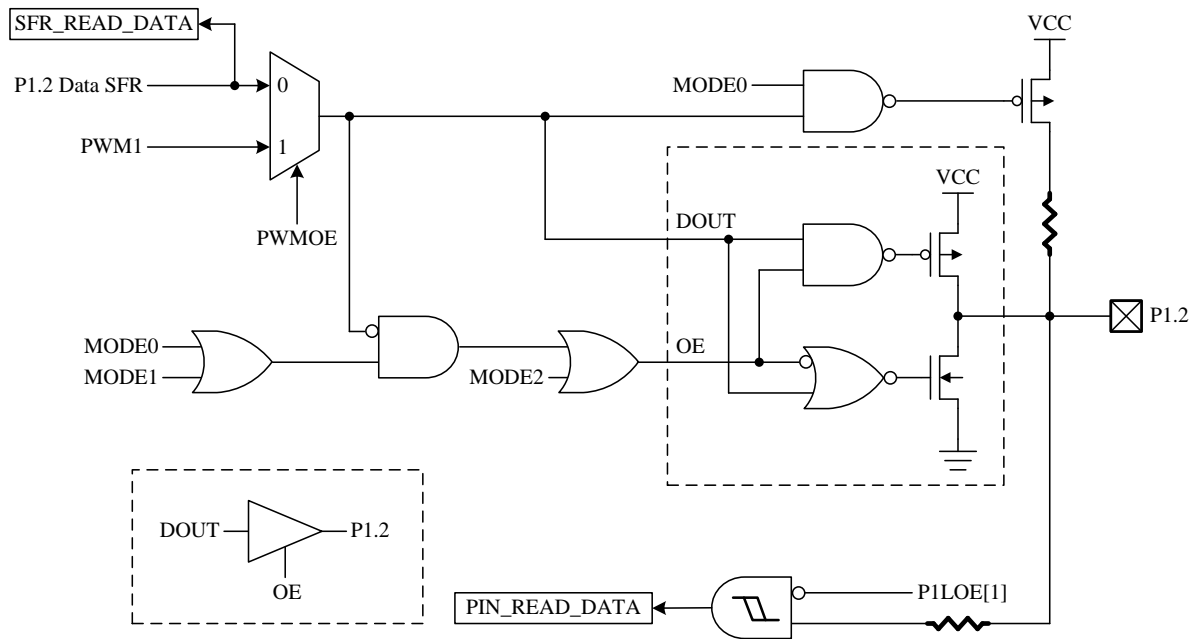 SFR_READ_DATA
VCC
P1.2 Data SFR
0
MODE0
PWM1
1
VCC
PWMOE
DOUT
P1.2
MODE0
MODE1
MODE2
OE
DOUT
P1.2
OE
P1LOE[1]
PIN_READ_DATA